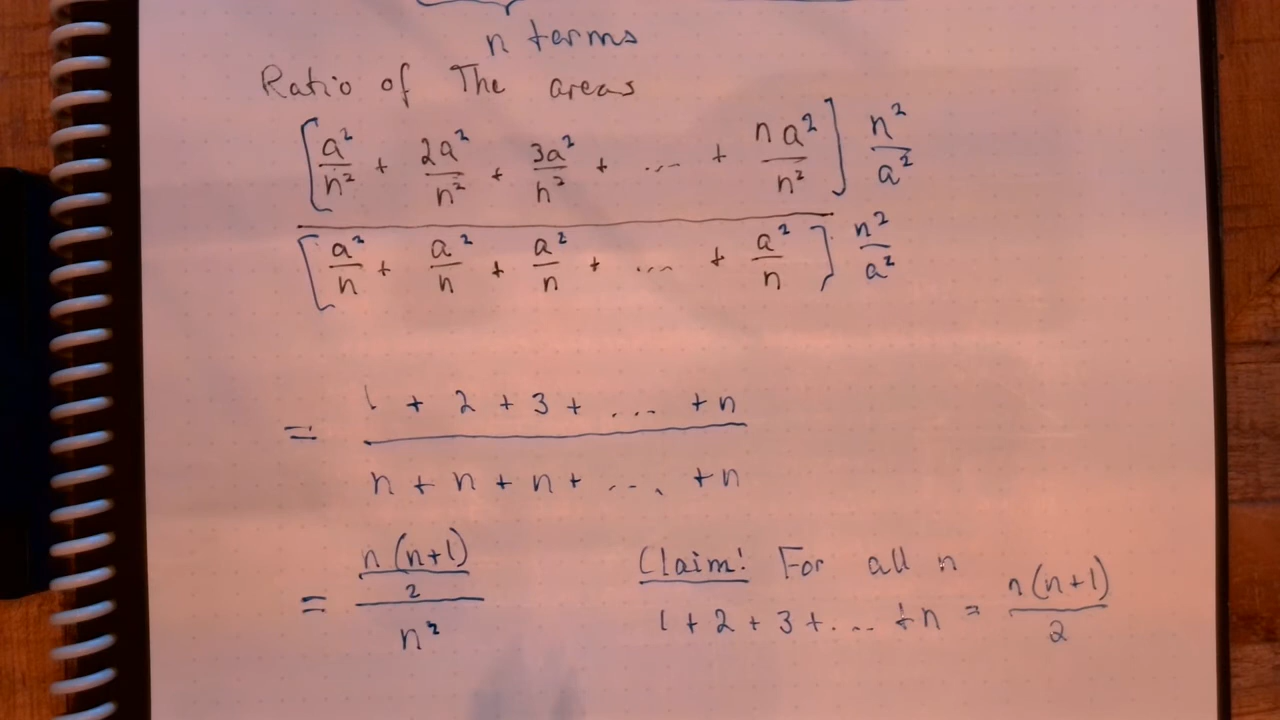 n terms
Ratio of The areas
[a²/n² + 2a²/n² + 3a²/n² + .... + na²/n²] n²/a²
[a²/n + a²/n + a²/n + .... + a²/n] n²/a²
= 1 + 2 + 3 + .... + n
n + n + n + .... + n
= n(n+1)/2 / n²
Claim! For all n
1 + 2 + 3 + .... + n = n(n+1)/2